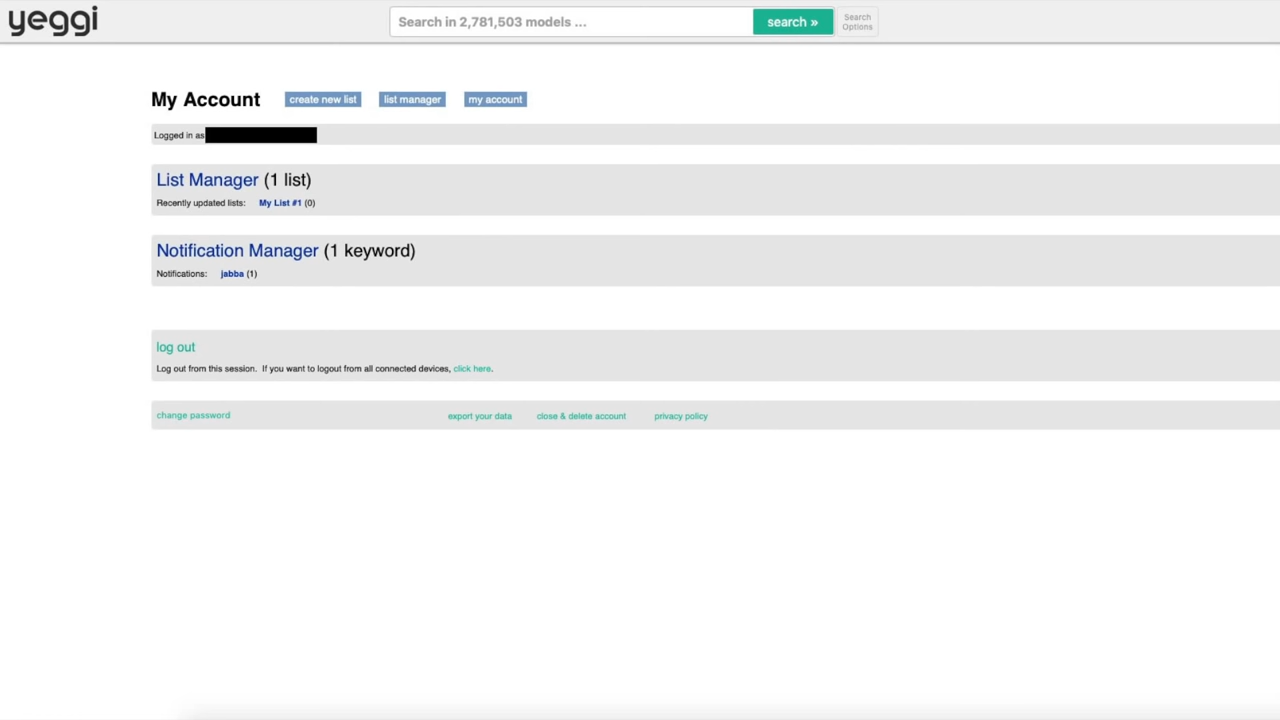 yeggi
Search in 2,781,503 models ...
search »
Search
Options
My Account
create new list
list manager
my account
Logged in as
List Manager (1 list)
Recently updated lists: My List #1 (0)
Notification Manager (1 keyword)
Notifications: jabba (1)
log out
Log out from this session. If you want to logout from all connected devices, click here.
change password
export your data
close & delete account
privacy policy